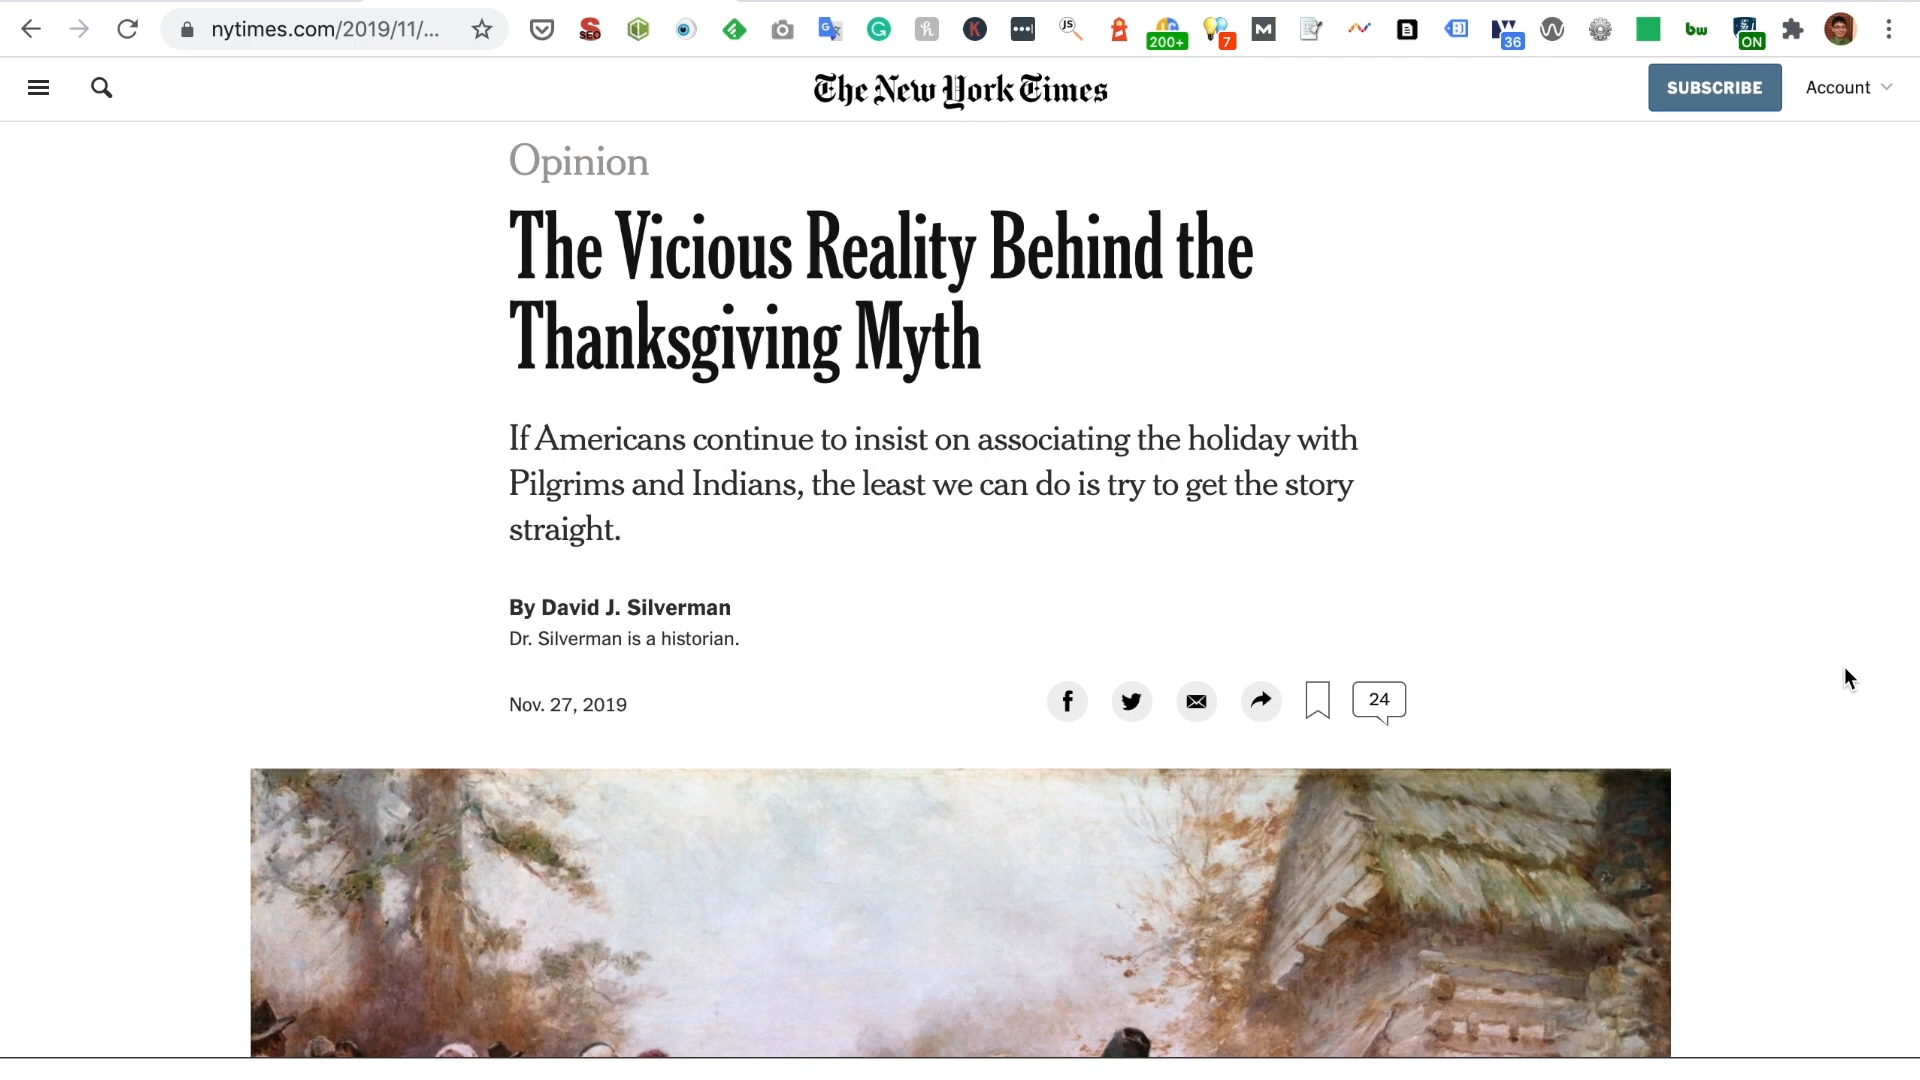 nytimes.com/2019/11/...
SEO
JS
200+
7
36
bw
ON
The New York Times
SUBSCRIBE
Account
Opinion
The Vicious Reality Behind the
Thanksgiving Myth
If Americans continue to insist on associating the holiday with
Pilgrims and Indians, the least we can do is try to get the story
straight.
By David J. Silverman
Dr. Silverman is a historian.
Nov. 27, 2019
24